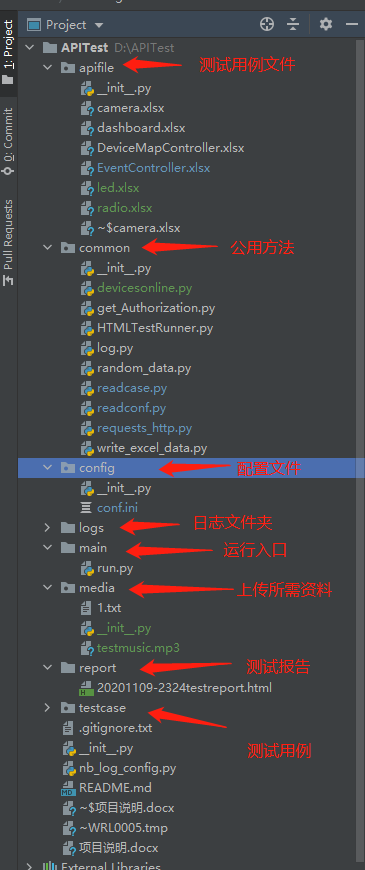 Project
1: Project
0: Commit
Pull Requests
APITest D:\APITest
apifile 测试用例文件
__init__.py
camera.xlsx
dashboard.xlsx
DeviceMapController.xlsx
EventController.xlsx
led.xlsx
radio.xlsx
~$camera.xlsx
common 公用方法
__init__.py
devicesonline.py
get_Authorization.py
HTMLTestRunner.py
log.py
random_data.py
readcase.py
readconf.py
requests_http.py
write_excel_data.py
config 配置文件
__init__.py
conf.ini
logs 日志文件夹
main 运行入口
run.py
media 上传所需资料
1.txt
__init__.py
testmusic.mp3
report 测试报告
20201109-2324testreport.html
testcase
测试用例
.gitignore.txt
__init__.py
nb_log_config.py
README.md
~$项目说明.docx
~WRL0005.tmp
项目说明.docx
External Libraries